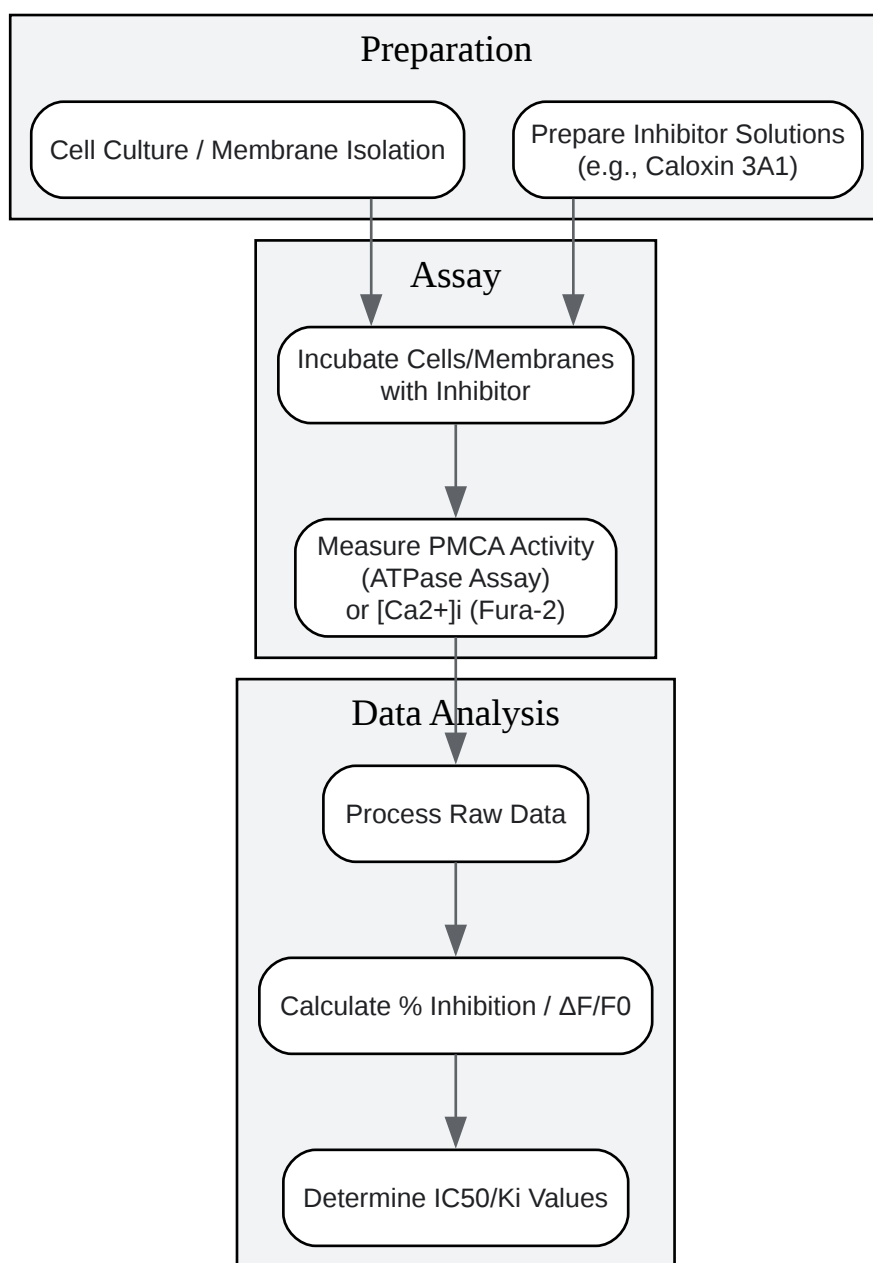 Preparation
Cell Culture / Membrane Isolation
Prepare Inhibitor Solutions
(e.g., Caloxin 3A1)
Assay
Incubate Cells/Membranes
with Inhibitor
Measure PMCA Activity
(ATPase Assay)
or [Ca2+]i (Fura-2)
Data Analysis
Process Raw Data
Calculate % Inhibition / ΔF/F0
Determine IC50/Ki Values